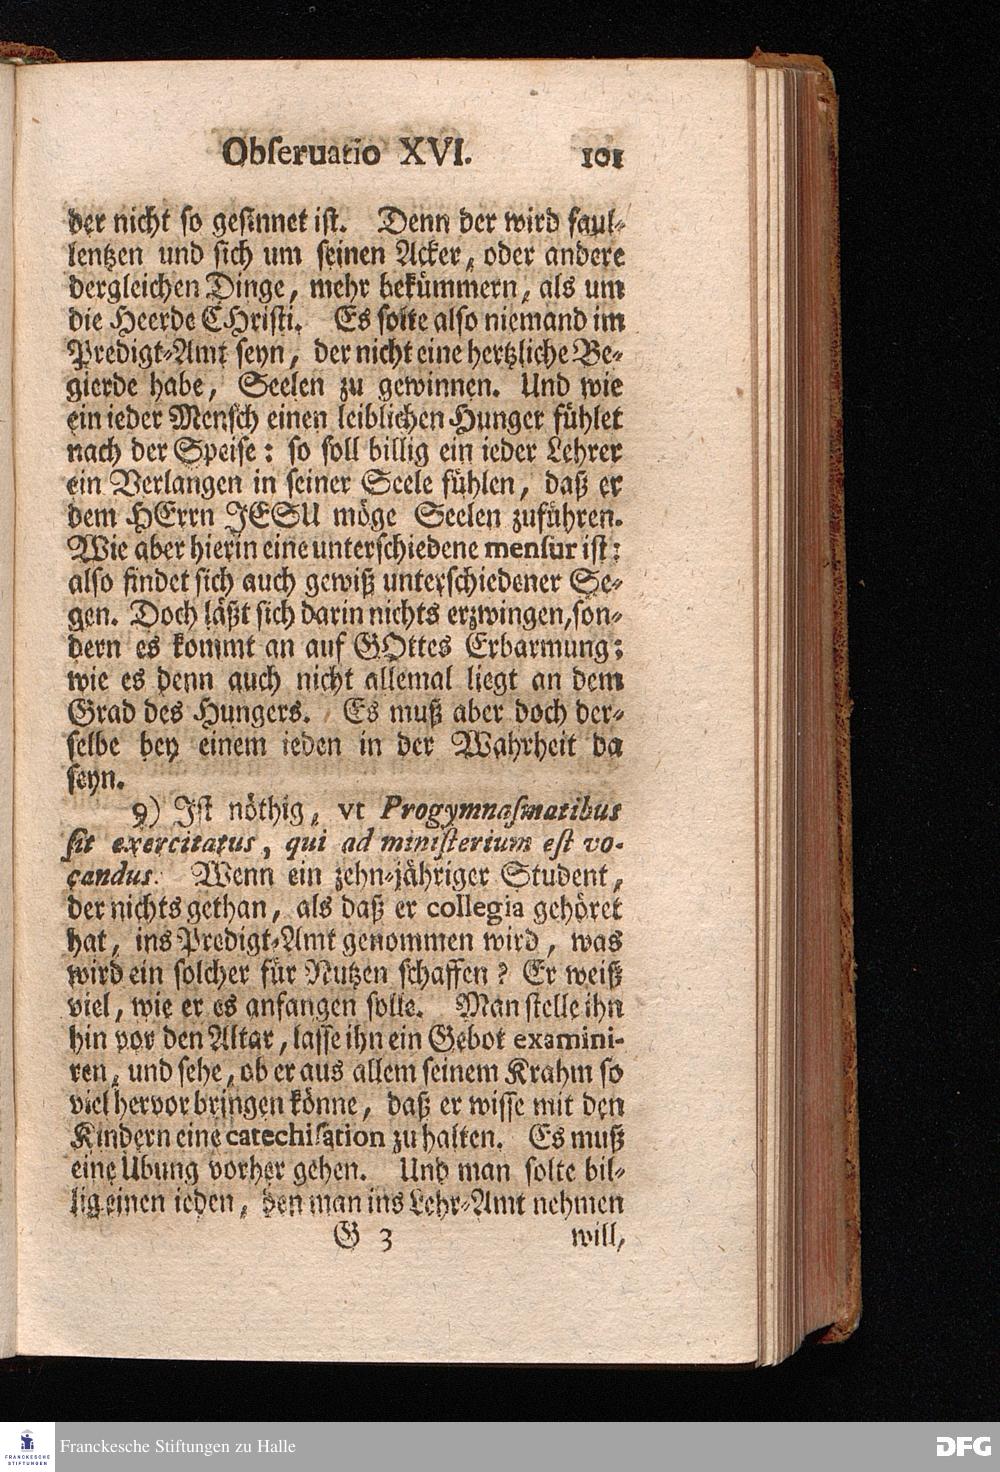 Obſeruatio XVI. 101
der nicht so gesinnet ist. Denn der wird faul-
lentzen und sich um seinen Acker, oder andere
dergleichen Dinge, mehr bekümmern, als um
die Heerde CHristi. Es solte also niemand im
Predigt-Amt seyn, der nicht eine hertzliche Be-
gierde habe, Seelen zu gewinnen. Und wie
ein ieder Mensch einen leiblichen Hunger fühlet
nach der Speise: so soll billig ein ieder Lehrer
ein Verlangen in seiner Seele fühlen, daß er
dem HErrn JESU möge Seelen zuführen.
Wie aber hierin eine unterschiedene menſur ist:
also findet sich auch gewiß unterschiedener Se-
gen. Doch läßt sich darin nichts erzwingen, son-
dern es kommt an auf GOttes Erbarmung;
wie es denn auch nicht allemal liegt an dem
Grad des Hungers. Es muß aber doch der-
selbe bey einem ieden in der Wahrheit da
seyn.
9) Ist nöthig, vt Progymnaſmatibus
ſit exercitatus, qui ad miniſterium eſt vo-
candus. Wenn ein zehn-jähriger Student,
der nichts gethan, als daß er collegia gehöret
hat, ins Predigt-Amt genommen wird, was
wird ein solcher für Nutzen schaffen? Er weiß
viel, wie er es anfangen solle. Man stelle ihn
hin vor den Altar, lasse ihn ein Gebot examini-
ren, und sehe, ob er aus allem seinem Krahm so
viel hervor bringen könne, daß er wisse mit den
Kindern eine catechiſation zu halten. Es muß
eine Ubung vorher gehen. Und man solte bil-
lig einen ieden, den man ins Lehr-Amt nehmen
G 3 will,
FRANCKESCHE
STIFTUNGEN
Franckesche Stiftungen zu Halle
DFG